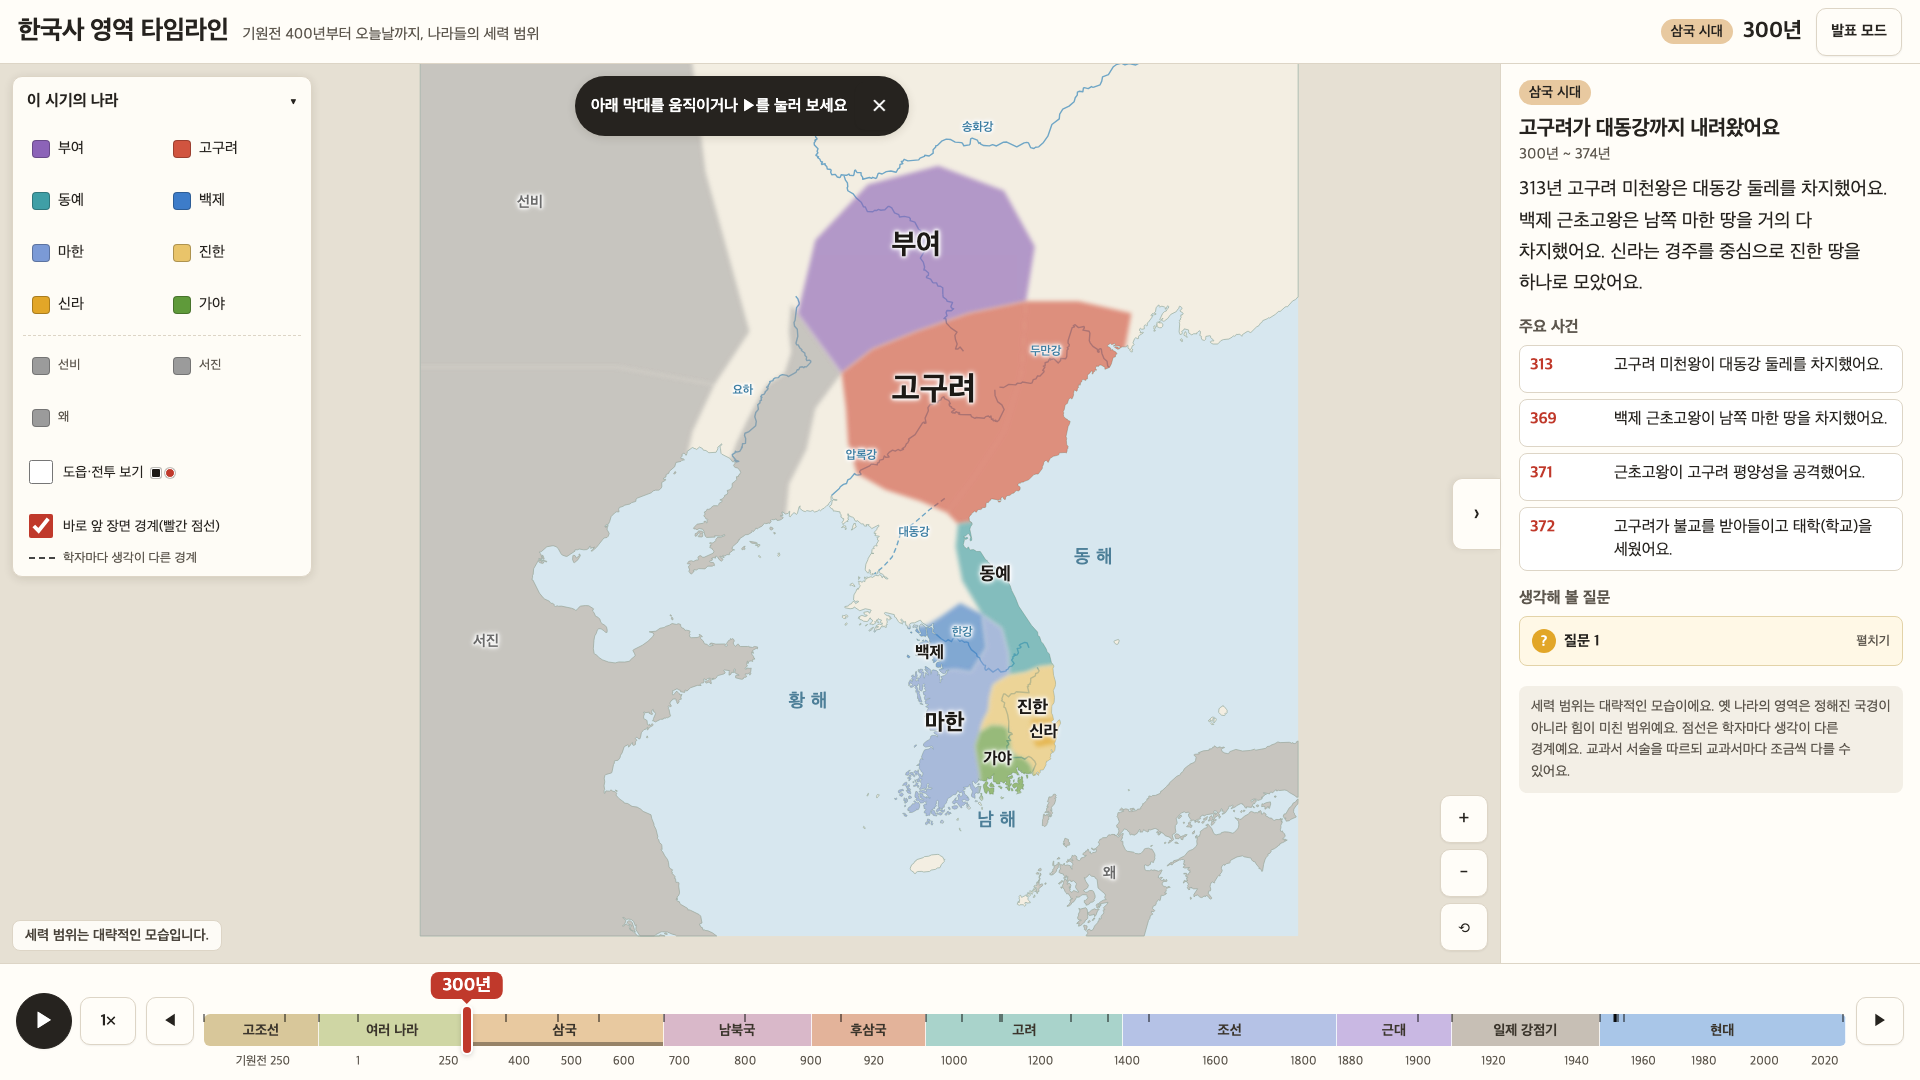 한국사 영역 타임라인
기원전 400년부터 오늘날까지, 나라들의 세력 범위
삼국 시대
300년
발표 모드
이 시기의 나라
▼
부여
고구려
동예
백제
마한
진한
신라
가야
선비
서진
왜
도읍·전투 보기
바로 앞 장면 경계(빨간 점선)
학자마다 생각이 다른 경계
세력 범위는 대략적인 모습입니다.
아래 막대를 움직이거나 ▶를 눌러 보세요 ✕
송화강
선비
부여
두만강
고구려
요하
압록강
대동강
동해
동예
한강
백제
서진
황해
마한
진한
신라
가야
남해
왜
›
+
−
⟲
삼국 시대
고구려가 대동강까지 내려왔어요
300년 ~ 374년
313년 고구려 미천왕은 대동강 둘레를 차지했어요.
백제 근초고왕은 남쪽 마한 땅을 거의 다
차지했어요. 신라는 경주를 중심으로 진한 땅을
하나로 모았어요.
주요 사건
313 고구려 미천왕이 대동강 둘레를 차지했어요.
369 백제 근초고왕이 남쪽 마한 땅을 차지했어요.
371 근초고왕이 고구려 평양성을 공격했어요.
372 고구려가 불교를 받아들이고 태학(학교)을
세웠어요.
생각해 볼 질문
? 질문 1 펼치기
세력 범위는 대략적인 모습이에요. 옛 나라의 영역은 정해진 국경이
아니라 힘이 미친 범위예요. 점선은 학자마다 생각이 다른
경계예요. 교과서 서술을 따르되 교과서마다 조금씩 다를 수
있어요.
300년
▶ 1× ◀
고조선 여러 나라 삼국 남북국 후삼국 고려 조선 근대 일제 강점기 현대
▶
기원전 250 1 250 400 500 600 700 800 900 920 1000 1200 1400 1600 1800 1880 1900 1920 1940 1960 1980 2000 2020